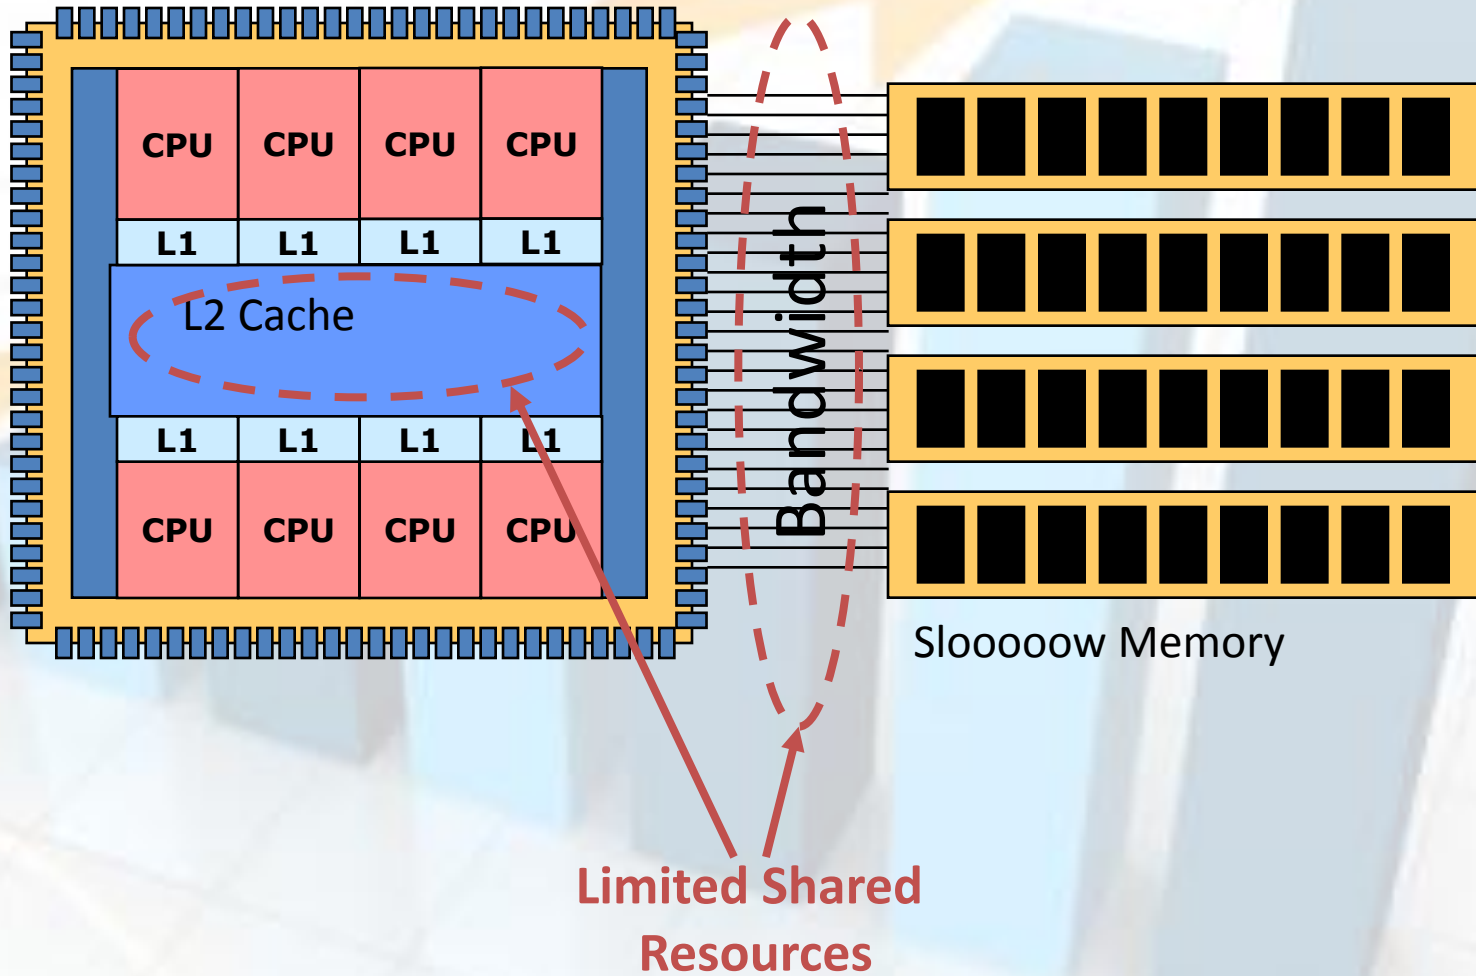 CPU CPU CPU CPU
L1 L1 L1 L1
L2 Cache
L1 L1 L1 L1
CPU CPU CPU CPU
Bandwidth
Slooooow Memory
Limited Shared
Resources